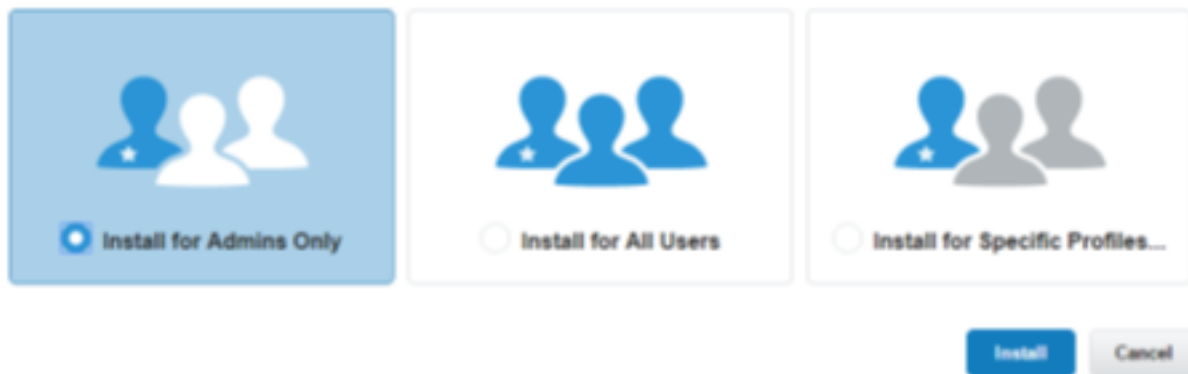 Install for Admins Only
Install for All Users
Install for Specific Profiles...
Install
Cancel